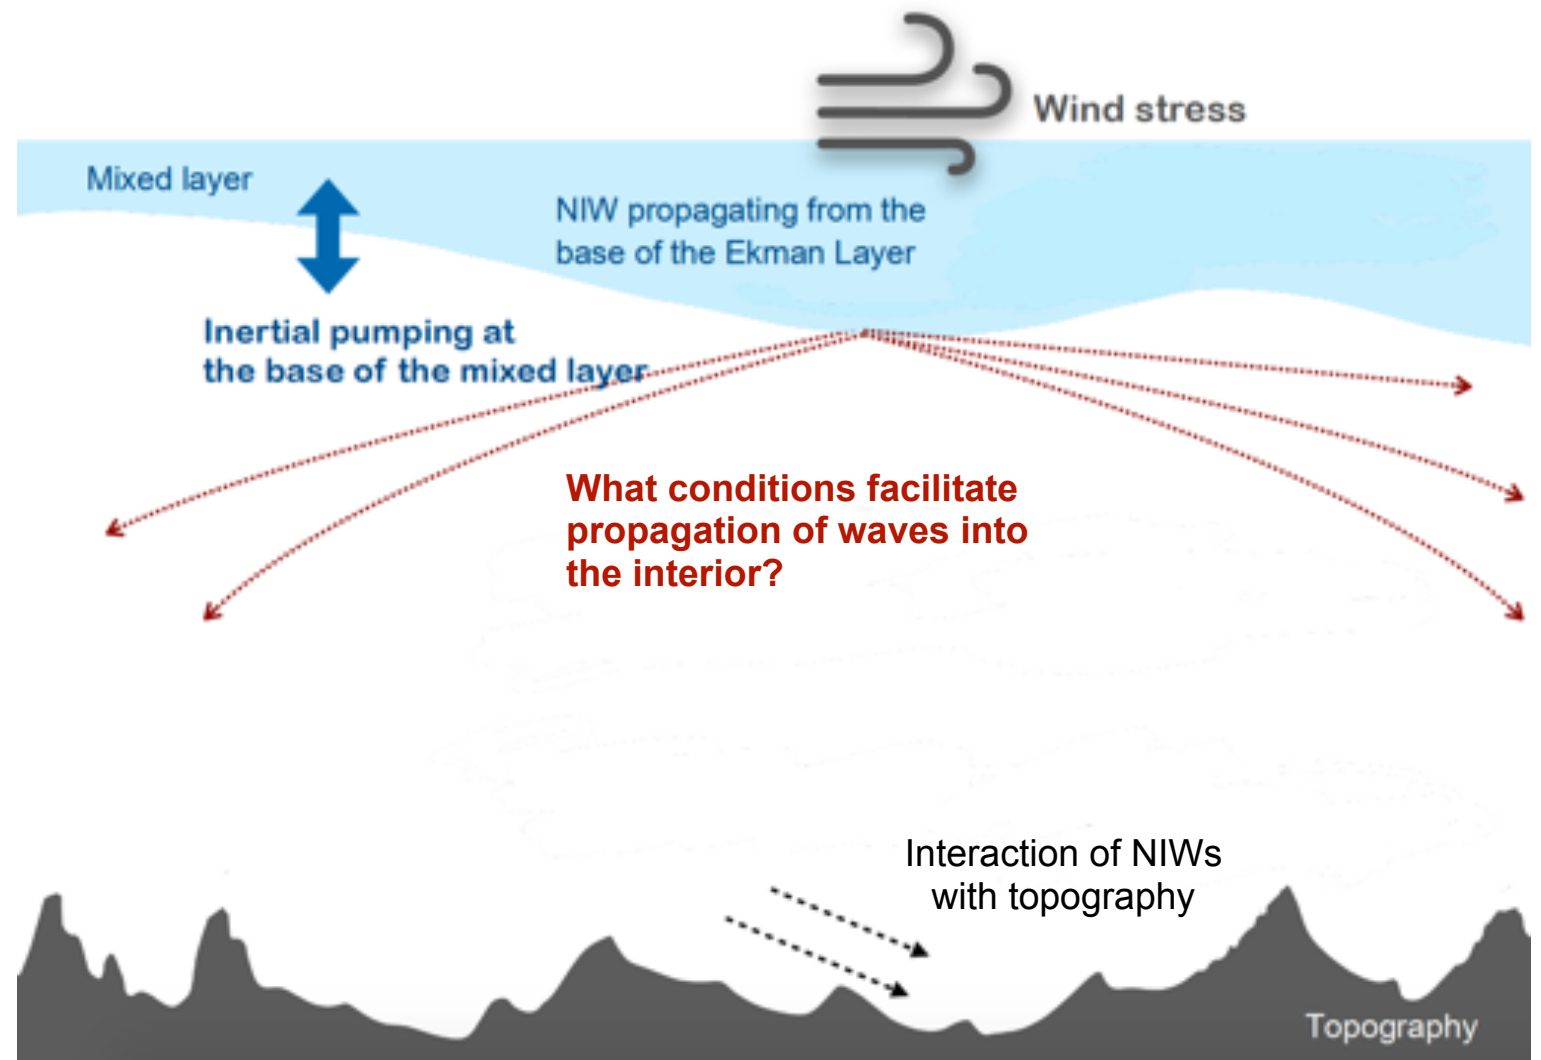 Wind stress
Mixed layer
NIW propagating from the
base of the Ekman Layer
Inertial pumping at
the base of the mixed layer
What conditions facilitate
propagation of waves into
the interior?
Interaction of NIWs
with topography
Topography